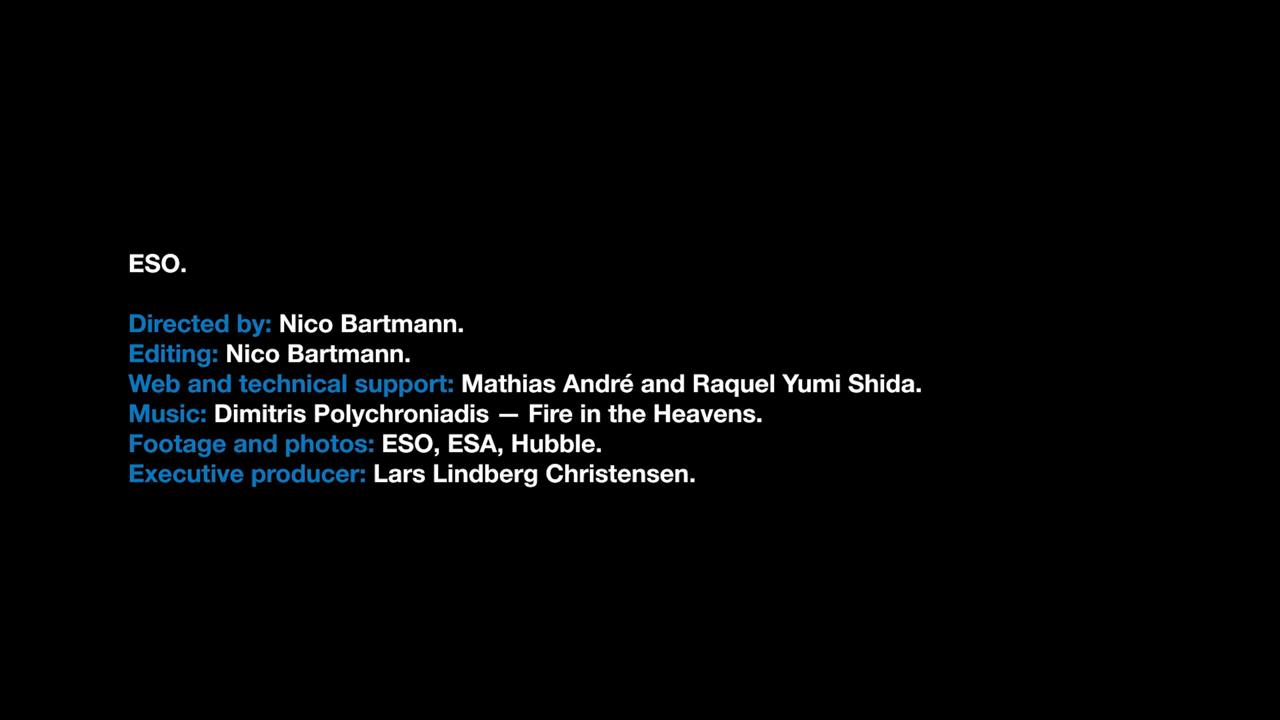 ESO.
Directed by: Nico Bartmann.
Editing: Nico Bartmann.
Web and technical support: Mathias André and Raquel Yumi Shida.
Music: Dimitris Polychroniadis — Fire in the Heavens.
Footage and photos: ESO, ESA, Hubble.
Executive producer: Lars Lindberg Christensen.